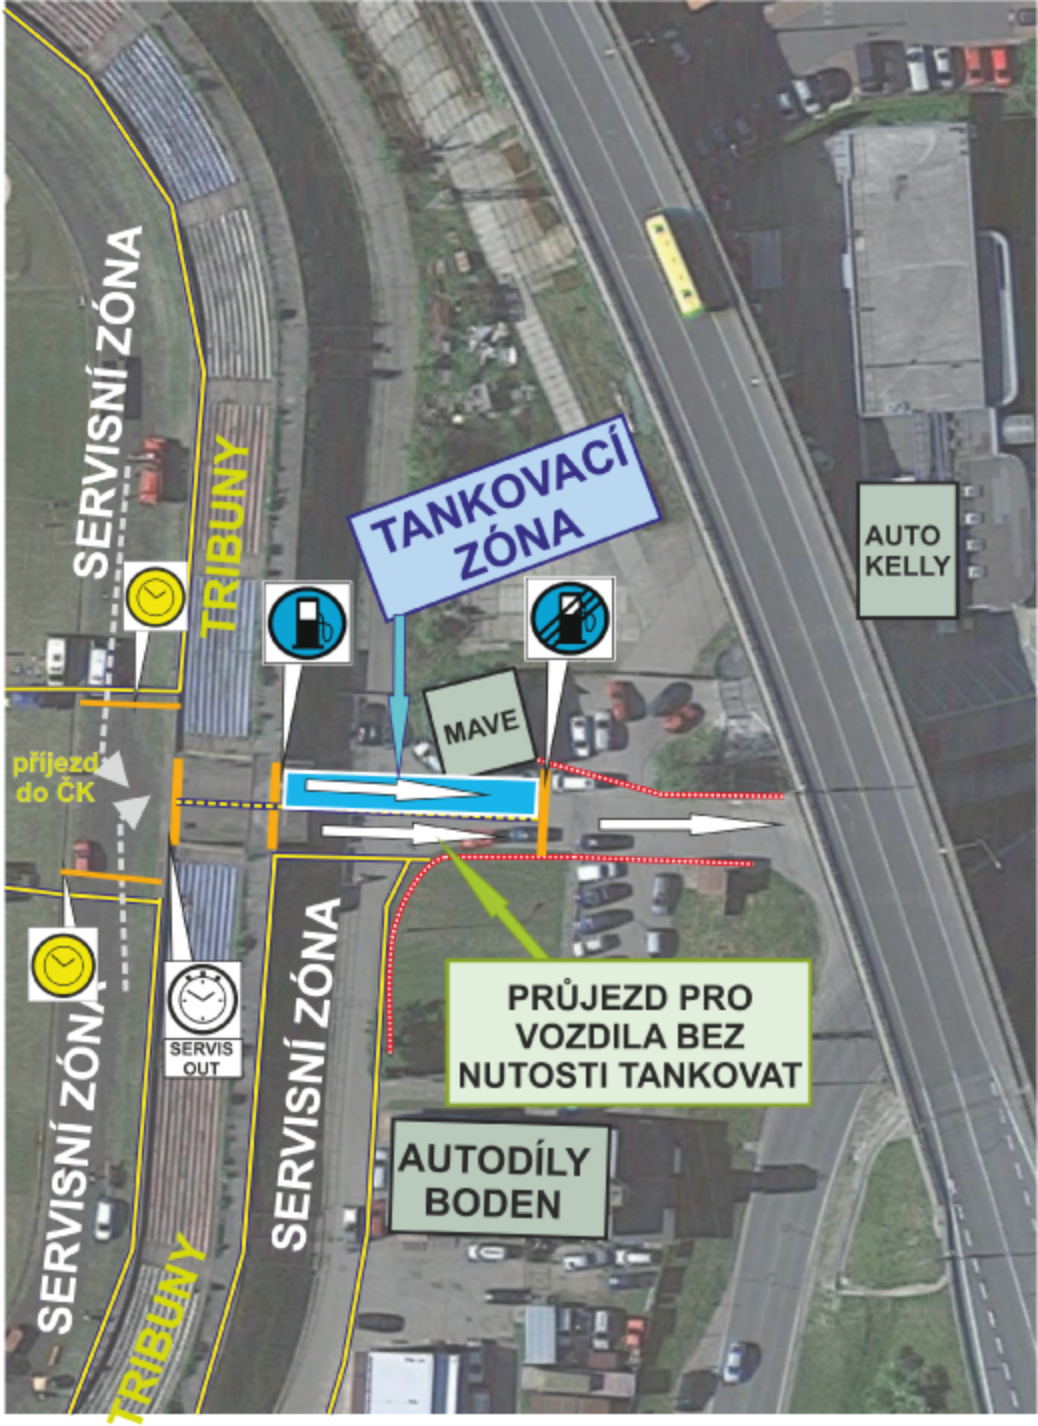 SERVISNÍ ZÓNA
TRIBUNY
TANKOVACÍ
ZÓNA
AUTO
KELLY
MAVE
příjezd
do ČK
SERVISNÍ ZÓNA
SERVIS
OUT
SERVISNÍ ZÓNA
PRŮJEZD PRO
VOZDILA BEZ
NUTOSTI TANKOVAT
AUTODÍLY
BODEN
TRIBUNY